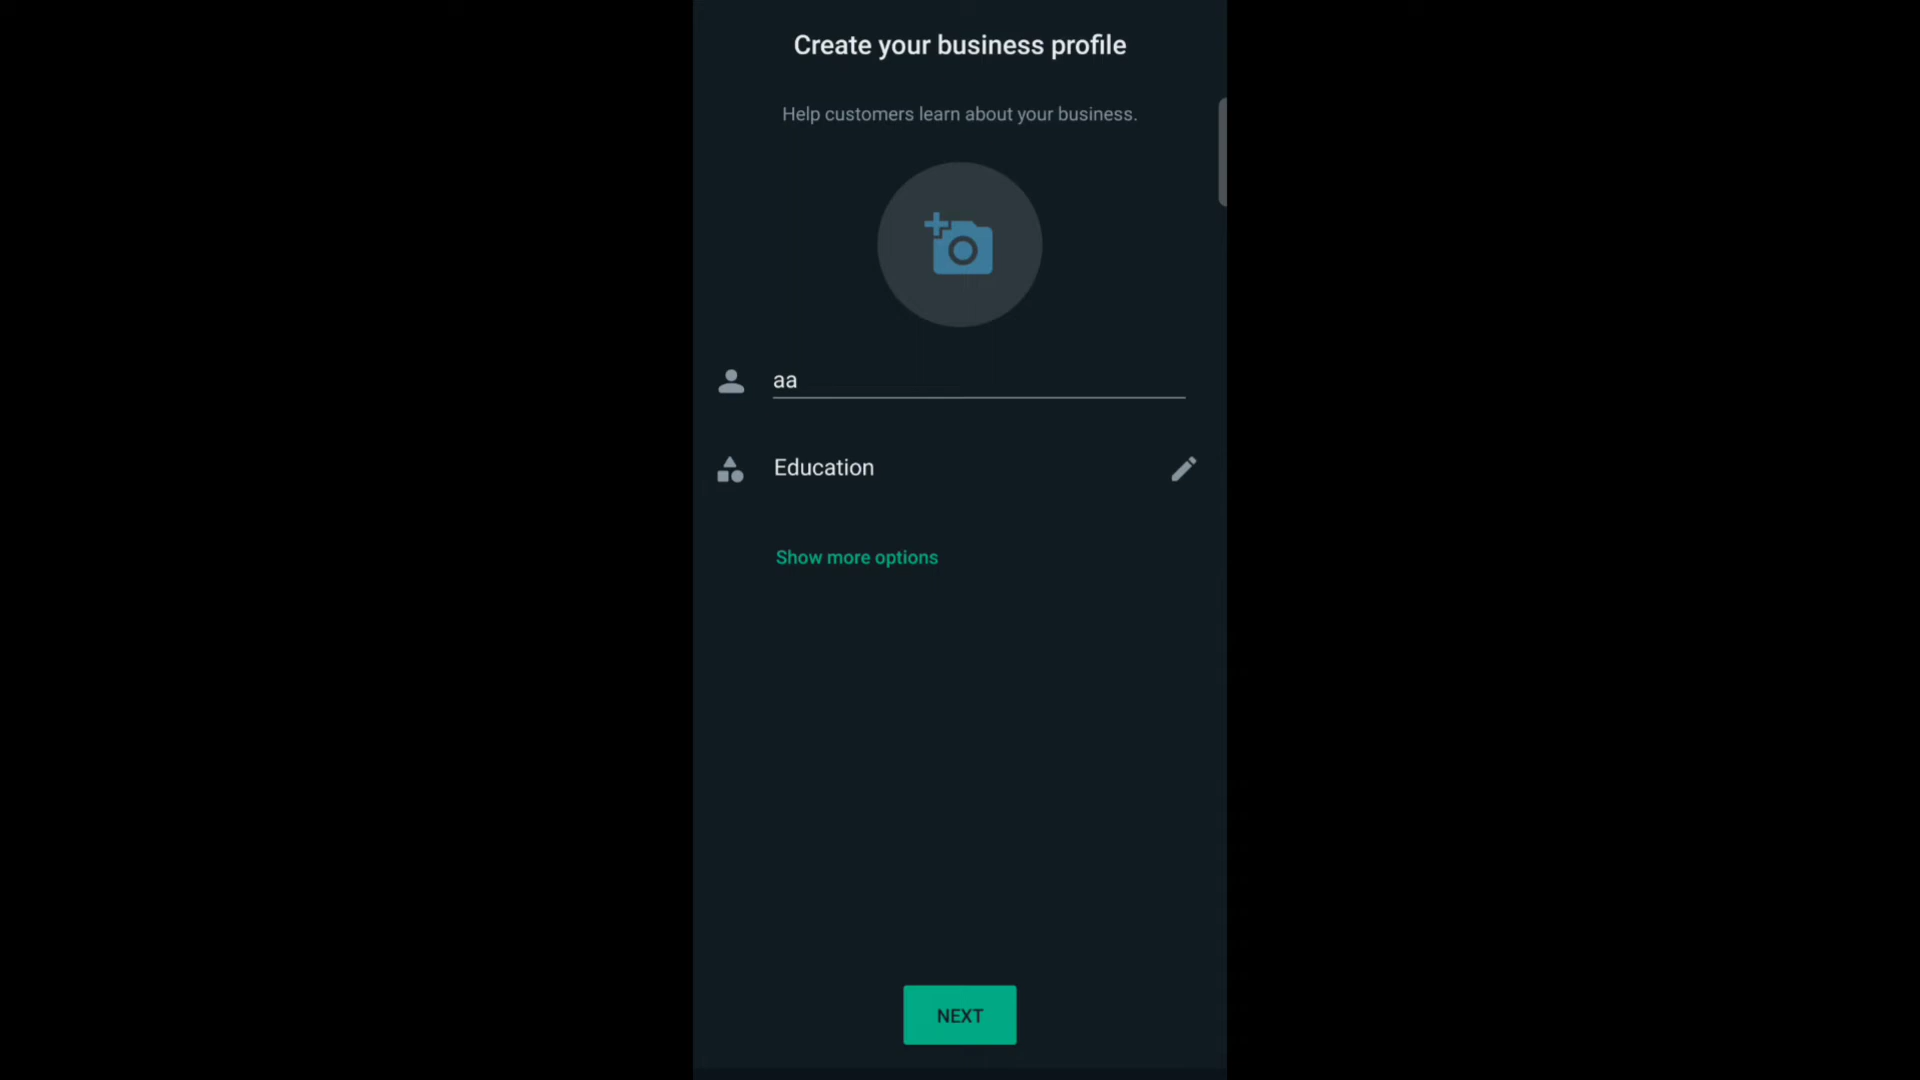 Create your business profile
Help customers learn about your business.
aa
Education
Show more options
NEXT